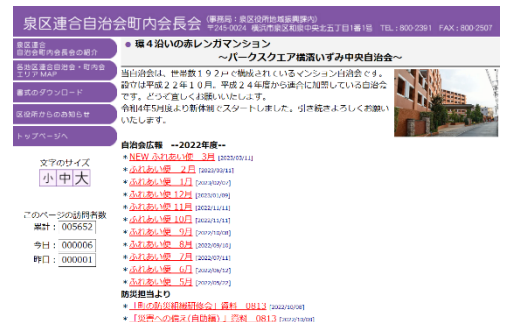 泉区連合自治会町内会長会 (事務局：泉区役所地域振興課内)
〒245-0024 横浜市泉区和泉中央北五丁目1番1号 TEL：800-2391 FAX：800-2507
泉区連合
自治会町内会長会の紹介
各地区連合自治会・町内会
エリアMAP
書式のダウンロード
区役所からのお知らせ
トップページへ
文字のサイズ
小 中 大
このページの訪問者数
累計： 005652
今日： 000006
昨日： 000001
● 環４沿いの赤レンガマンション
～パークスクエア横濱いずみ中央自治会～
当自治会は、世帯数１９２戸で構成されているマンション自治会です。
設立は平成２２年１０月。平成２４年度から連合に加盟している自治会
です。どうぞ宜しくお願いいたします。
令和4年5月度より新体制でスタートしました。引き続きよろしくお願い
いたします。
自治会広報 --2022年度--
＊NEW ふれあい便　3月 [2023/03/11]
＊ふれあい便　２月 [2023/03/11]
＊ふれあい便　1月 [2023/02/07]
＊ふれあい便 12月 [2023/01/09]
＊ふれあい便 11月 [2022/11/11]
＊ふれあい便 10月 [2022/11/11]
＊ふれあい便　9月 [2022/10/08]
＊ふれあい便　8月 [2022/09/10]
＊ふれあい便　7月 [2022/07/11]
＊ふれあい便　6月 [2022/06/12]
＊ふれあい便　5月 [2022/05/22]
防災担当より
＊「町の防災組織研修会」資料　0813 [2022/10/08]
＊「災害への備え(自助編)」資料　0813 [2022/10/08]